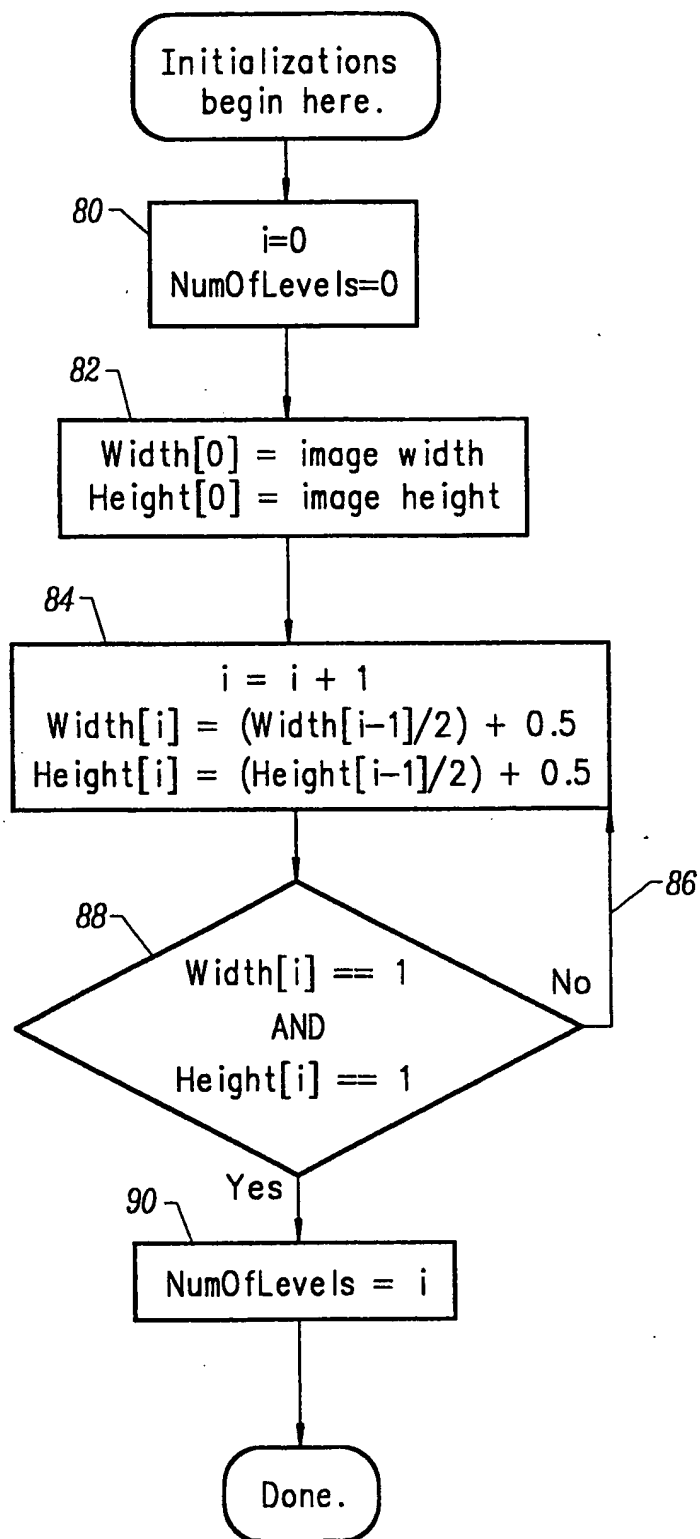 Initializations
begin here.
80
i=0
NumOfLevels=0
82
Width[0] = image width
Height[0] = image height
84
i = i + 1
Width[i] = (Width[i-1]/2) + 0.5
Height[i] = (Height[i-1]/2) + 0.5
86
88
Width[i] == 1
AND
Height[i] == 1
No
Yes
90
NumOfLevels = i
Done.